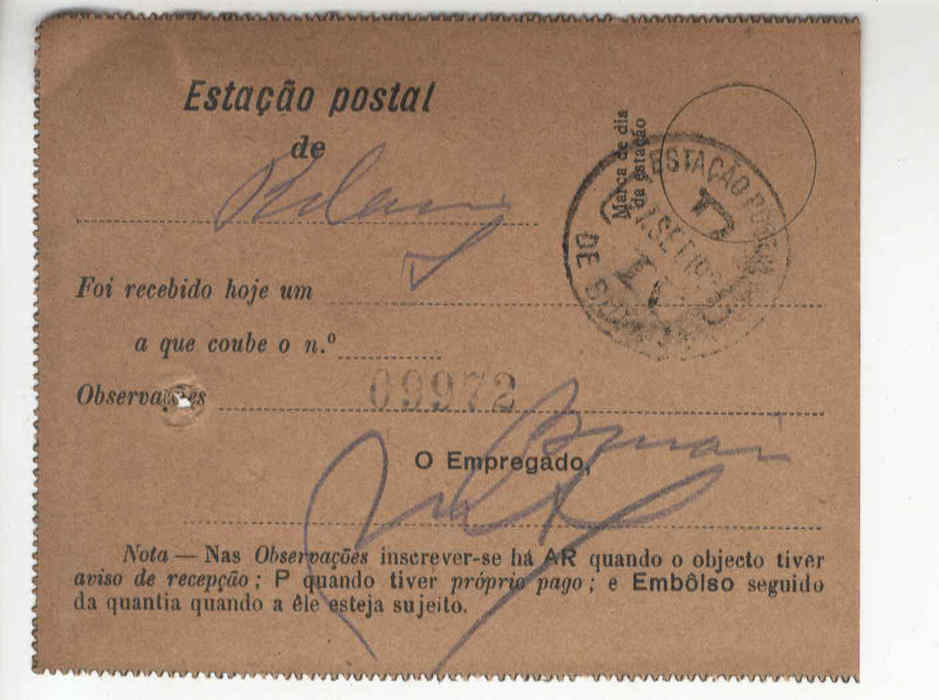 Estação postal
de
Marca de dia
da estação
ESTAÇÃO
DE
SET
Foi recebido hoje um
a que coube o n.º
Observações
09972
O Empregado,
Nota — Nas Observações inscrever-se há AR quando o objecto tiver
aviso de recepção; P quando tiver próprio pago; e Embôlso seguido
da quantia quando a êle esteja sujeito.